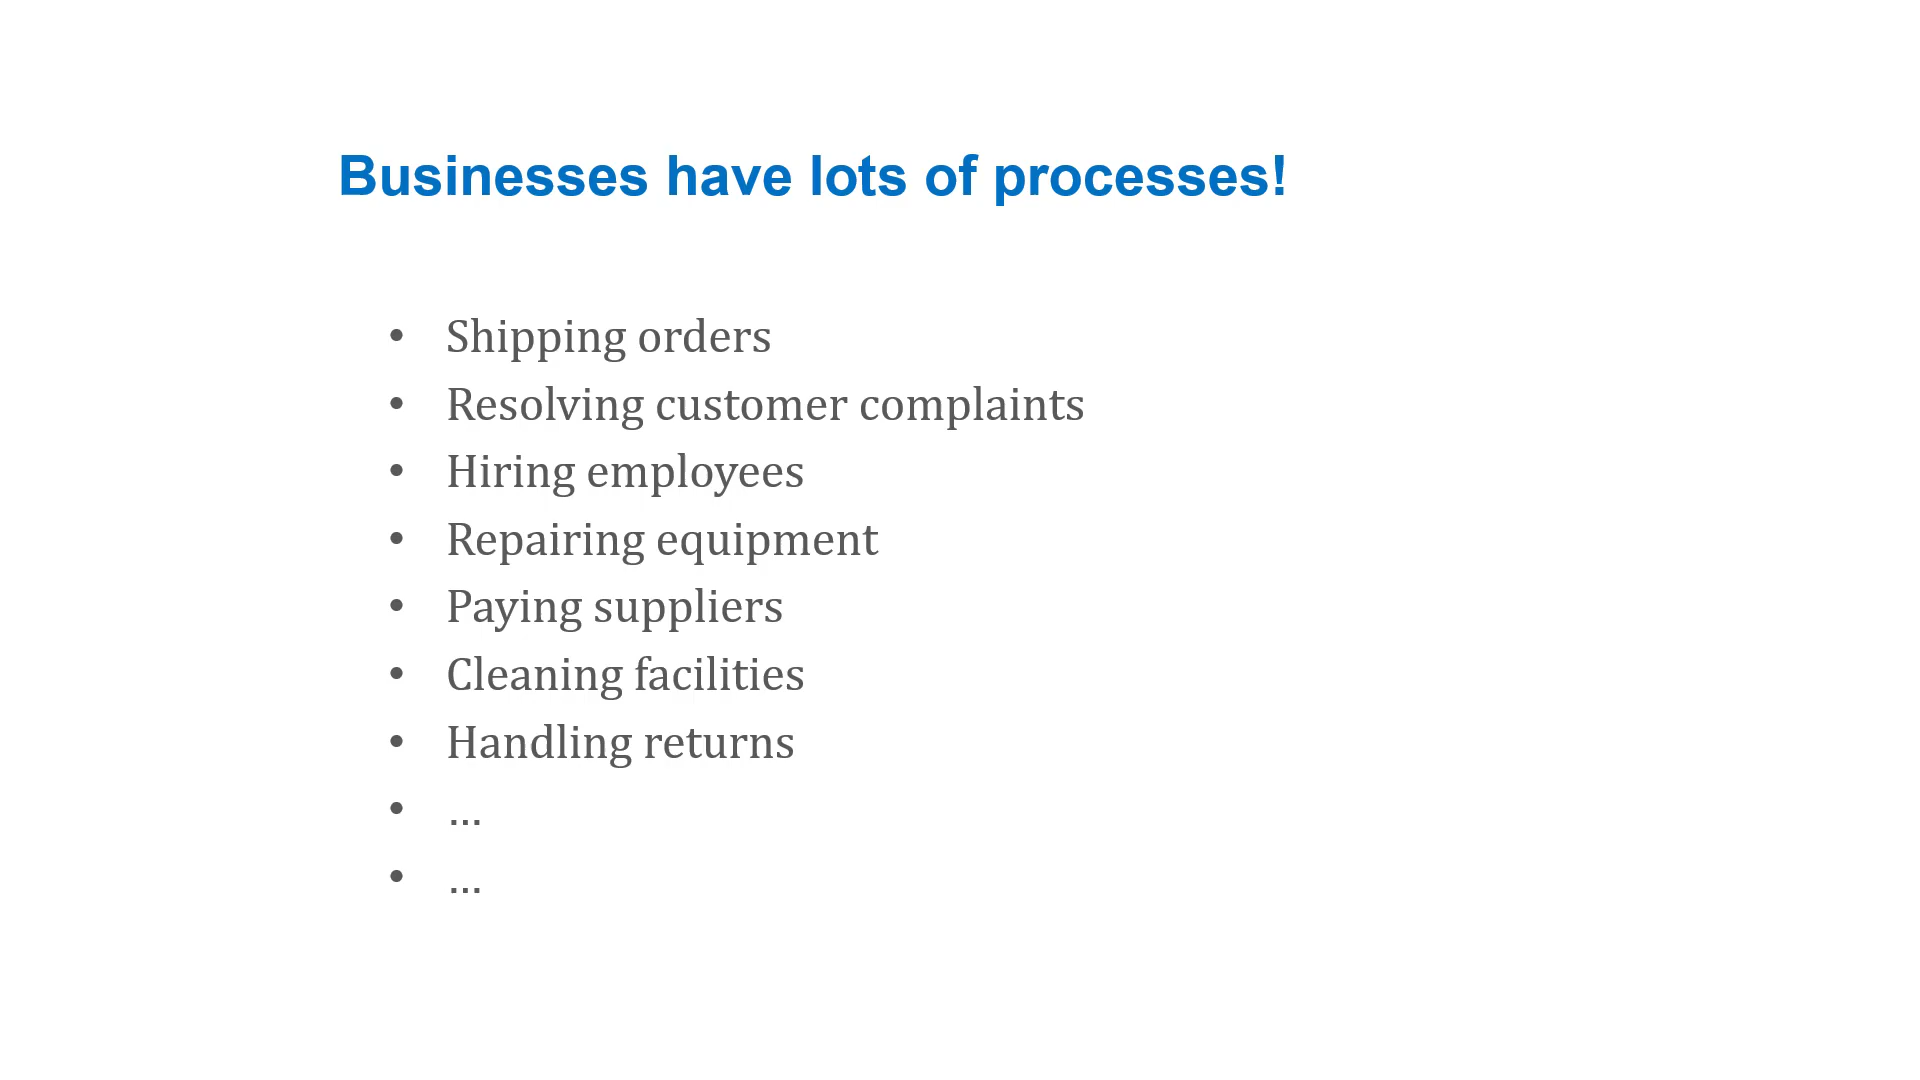 Businesses have lots of processes!
• Shipping orders
• Resolving customer complaints
• Hiring employees
• Repairing equipment
• Paying suppliers
• Cleaning facilities
• Handling returns
• …
• …